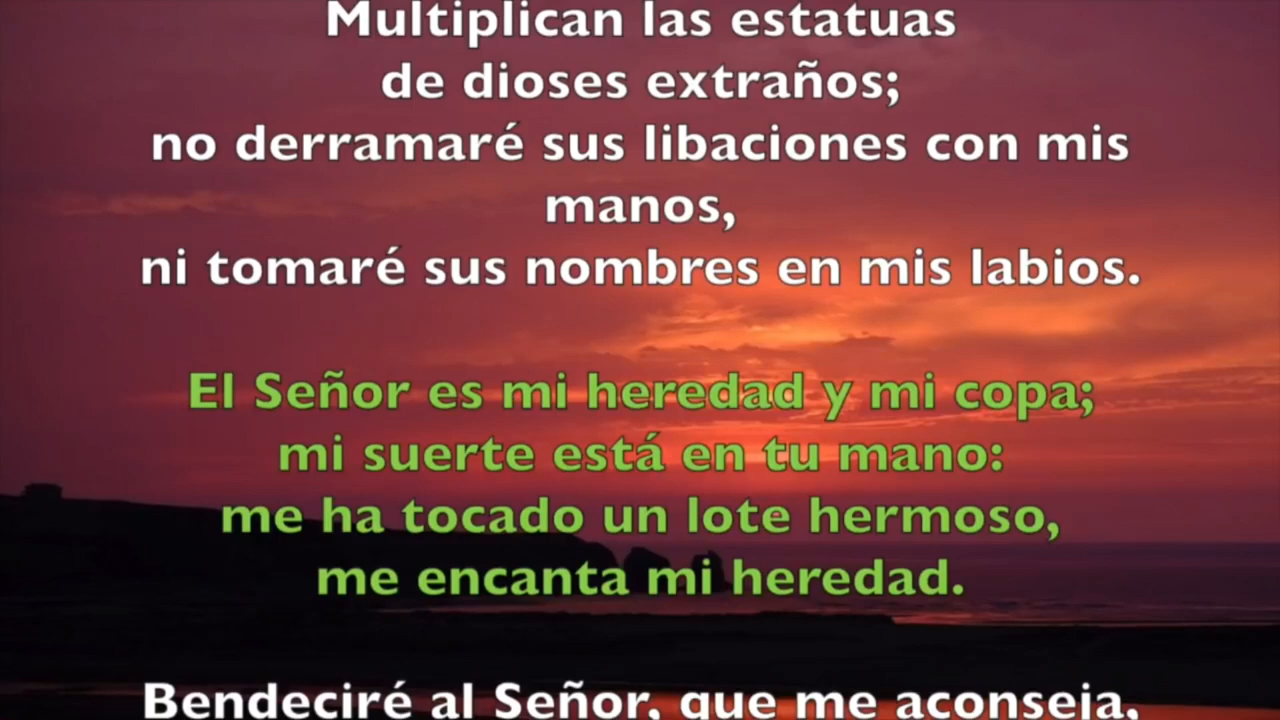 Multiplican las estatuas
de dioses extraños;
no derramaré sus libaciones con mis
manos,
ni tomaré sus nombres en mis labios.
El Señor es mi heredad y mi copa;
mi suerte está en tu mano:
me ha tocado un lote hermoso,
me encanta mi heredad.
Bendeciré al Señor, que me aconseja,